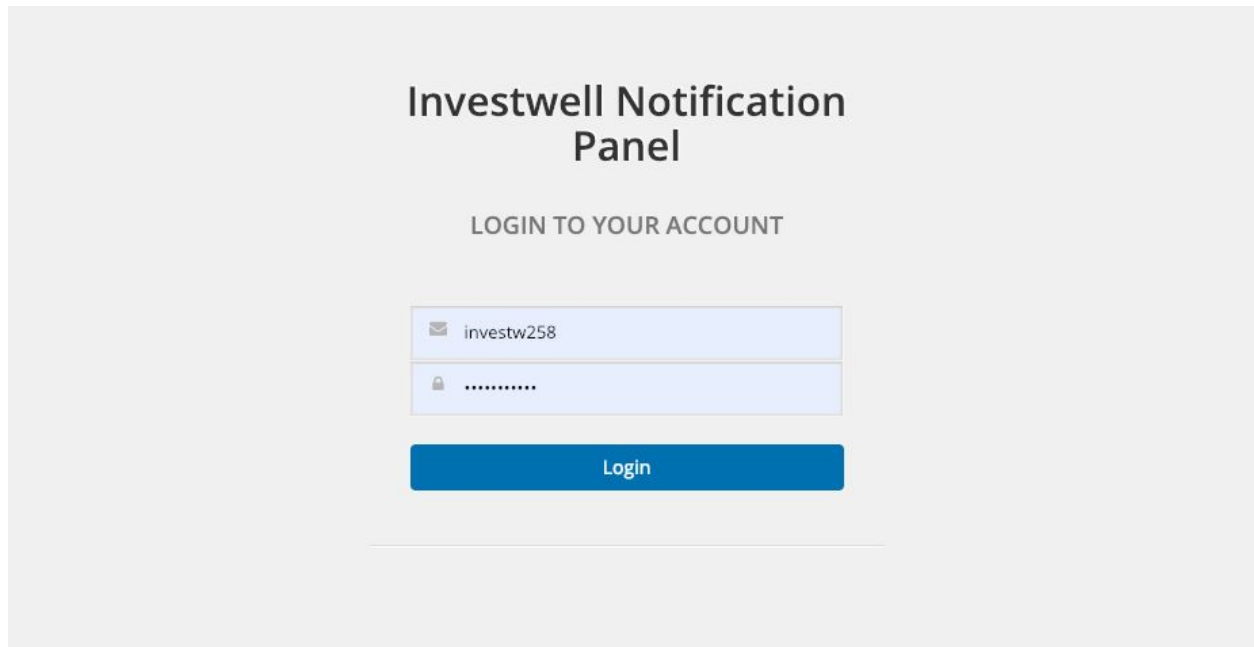 Investwell Notification
Panel
LOGIN TO YOUR ACCOUNT
investw258
•••••••••••
Login